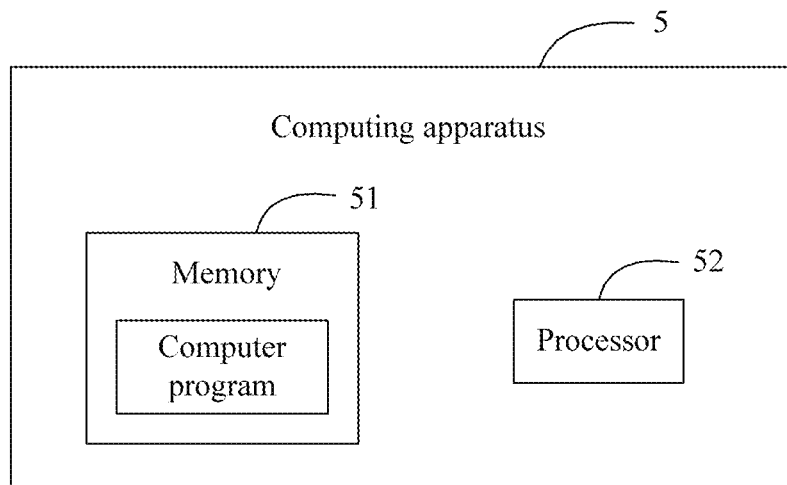 5
Computing apparatus
51
Memory
52
Computer
program
Processor